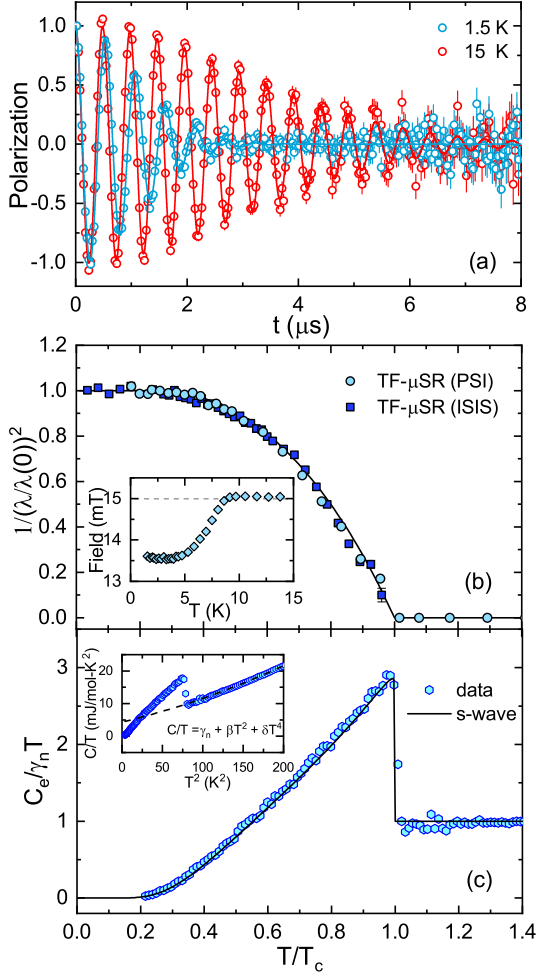 1.0
0.5
0.0
-0.5
-1.0
Polarization
1.5 K
15 K
(a)
0 2 4 6 8
t (μs)
1.0
0.8
0.6
0.4
0.2
0.0
1/(λ/λ(0))²
TF-μSR (PSI)
TF-μSR (ISIS)
15
14
13
Field (mT)
0 5 10 15
T (K)
(b)
3
2
1
0
Cₑ/γₙT
data
s-wave
20
10
0
C/T (mJ/mol-K²)
C/T = γₙ + βT² + δT⁴
0 50 100 150 200
T² (K²)
(c)
0.0 0.2 0.4 0.6 0.8 1.0 1.2 1.4
T/T꜀